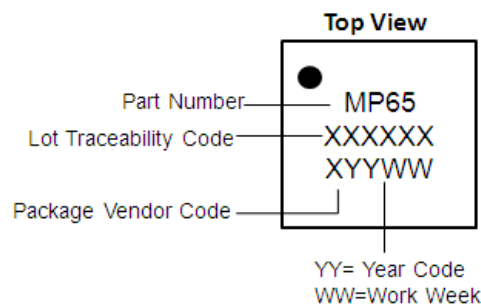 Top View
Part Number
MP65
Lot Traceability Code
XXXXXX
XYYWW
Package Vendor Code
YY= Year Code
WW=Work Week